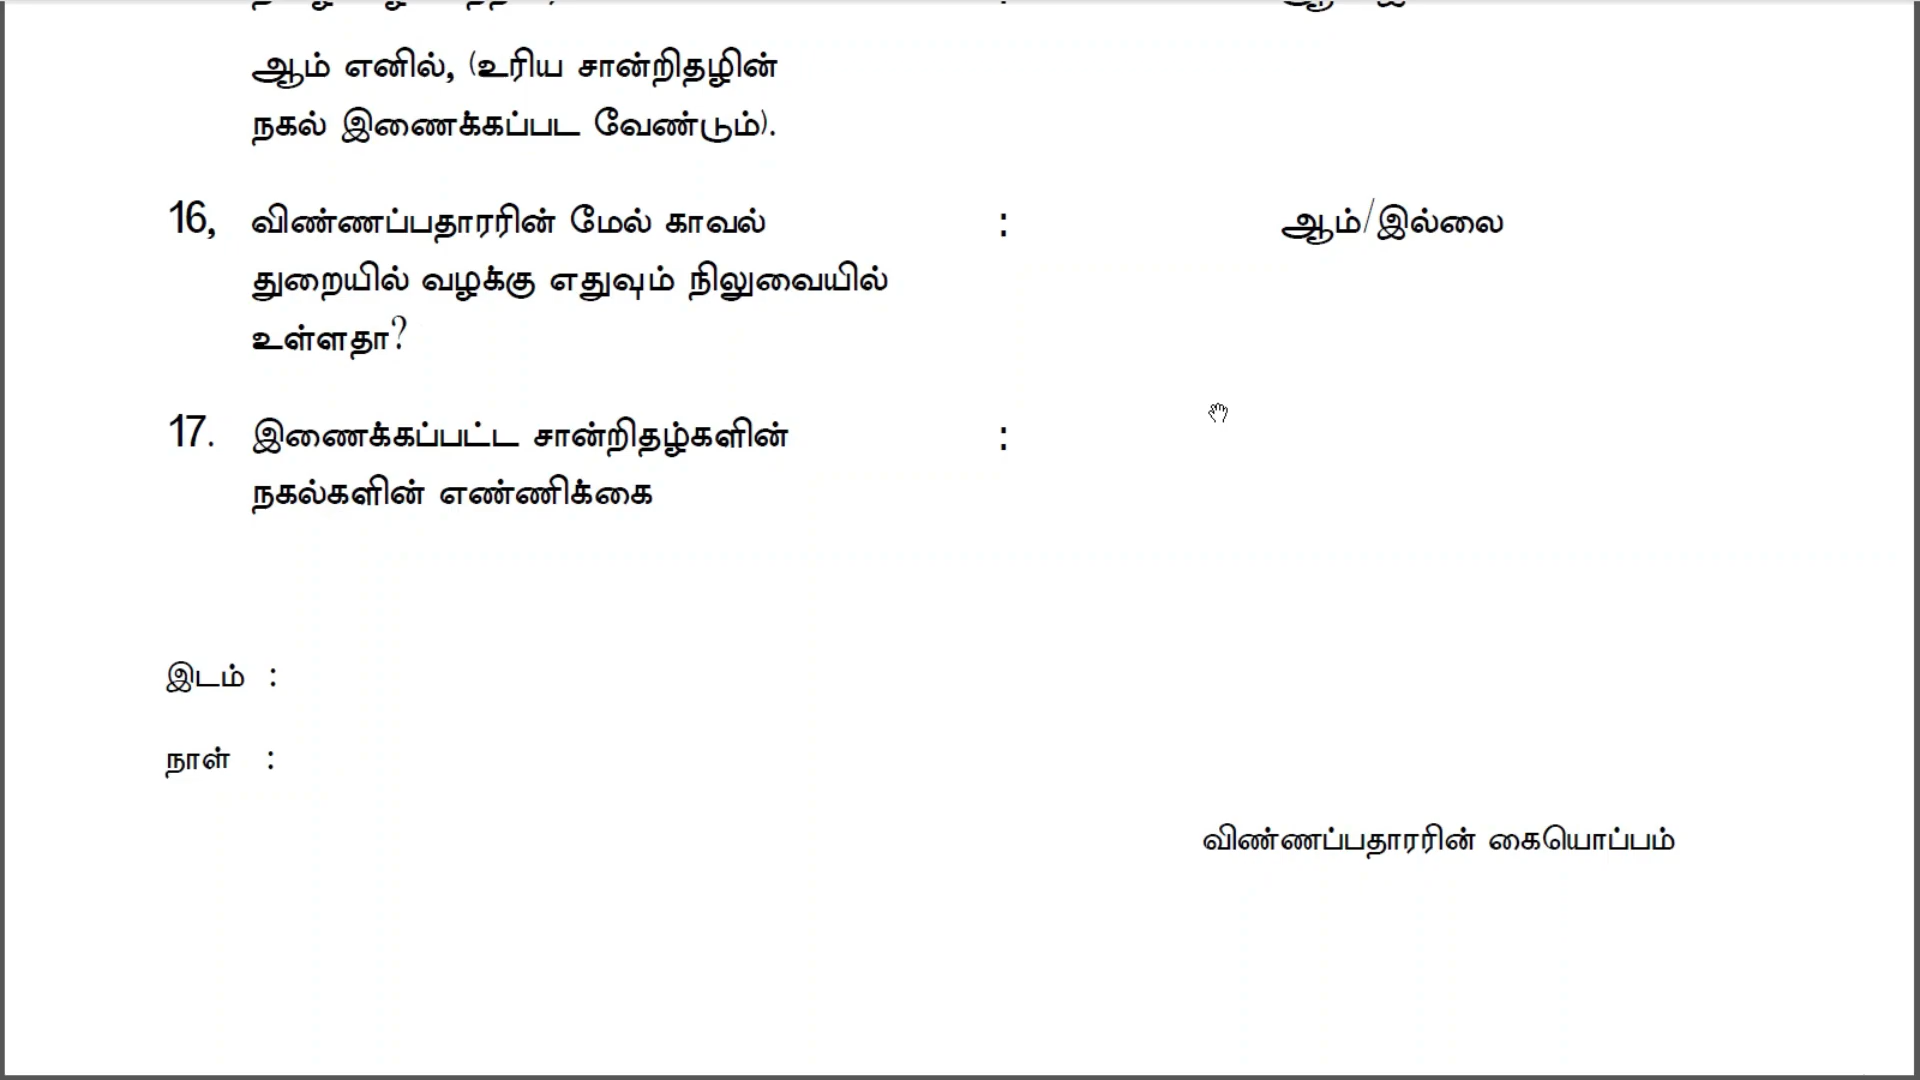 ஆம் எனில், (உரிய சான்றிதழின்
நகல் இணைக்கப்பட வேண்டும்).
16, விண்ணப்பதாரரின் மேல் காவல் : ஆம்/இல்லை
துறையில் வழக்கு எதுவும் நிலுவையில்
உள்ளதா?
17. இணைக்கப்பட்ட சான்றிதழ்களின் :
நகல்களின் எண்ணிக்கை
இடம் :
நாள் :
விண்ணப்பதாரரின் கையொப்பம்